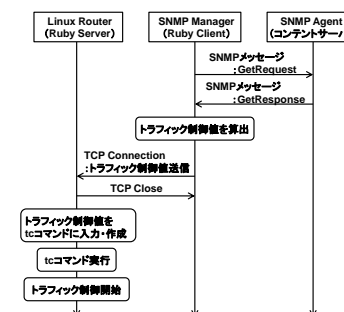 Linux Router
(Ruby Server)
SNMP Manager
(Ruby Client)
SNMP Agent
(コンテントサーバ
SNMPメッセージ
:GetRequest
SNMPメッセージ
:GetResponse
トラフィック制御値を算出
TCP Connection
:トラフィック制御値送信
TCP Close
トラフィック制御値を
tcコマンドに入力・作成
tcコマンド実行
トラフィック制御開始